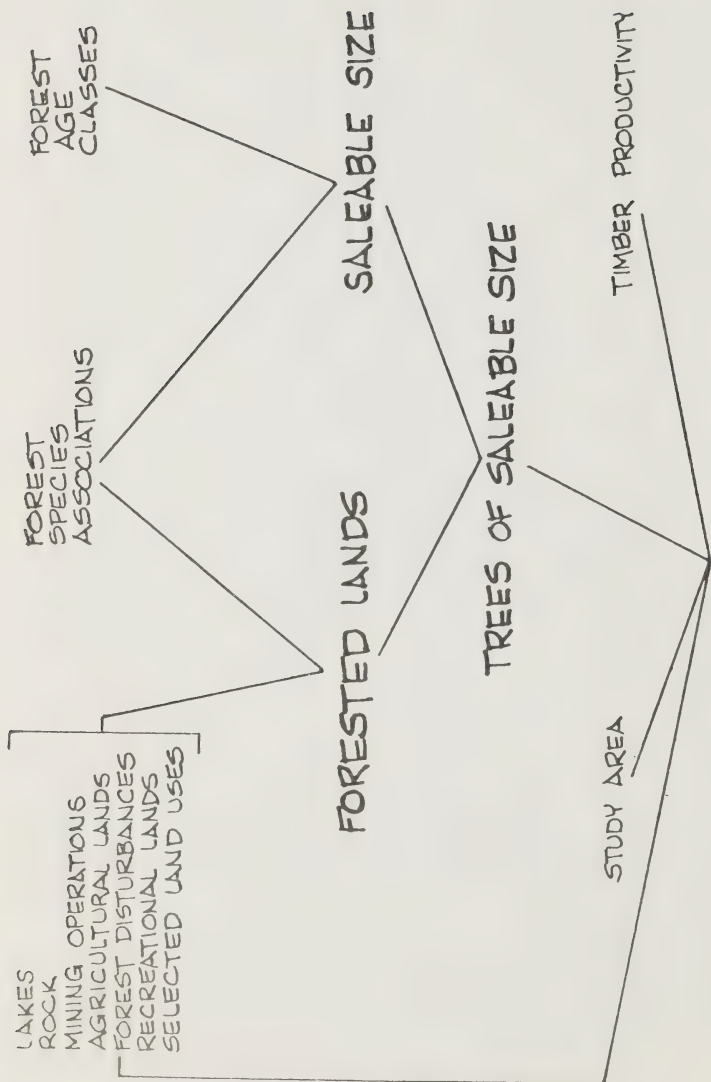 LAKES
ROCK
MINING OPERATIONS
AGRICULTURAL LANDS
FOREST DISTURBANCES
RECREATIONAL LANDS
SELECTED LAND USES
FOREST
SPECIES
ASSOCIATIONS
FOREST
AGE
CLASSES
FORESTED LANDS
SALEABLE SIZE
TREES OF SALEABLE SIZE
STUDY AREA
TIMBER PRODUCTIVITY